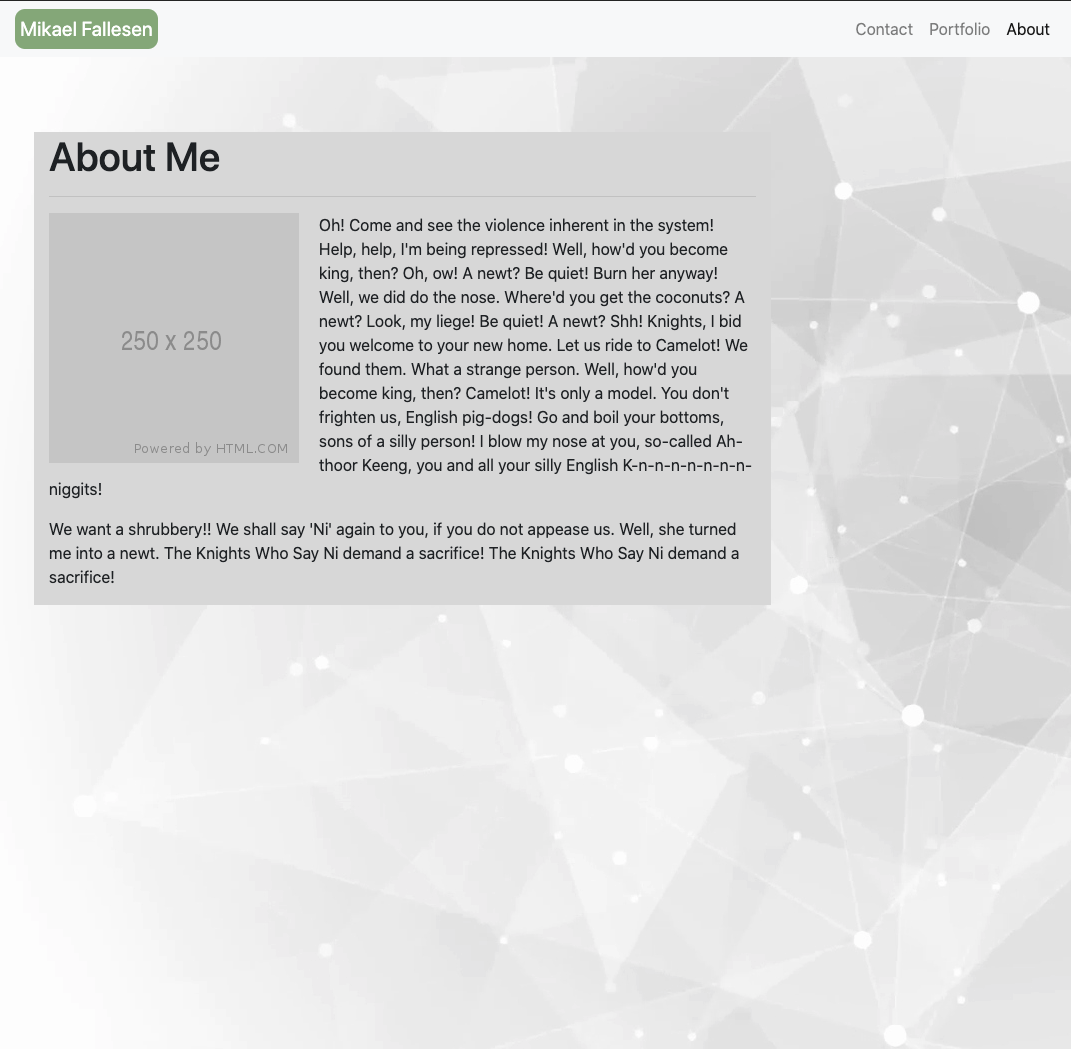 Mikael Fallesen
Contact Portfolio About
About Me
250 x 250
Powered by HTML.COM
Oh! Come and see the violence inherent in the system!
Help, help, I'm being repressed! Well, how'd you become
king, then? Oh, ow! A newt? Be quiet! Burn her anyway!
Well, we did do the nose. Where'd you get the coconuts? A
newt? Look, my liege! Be quiet! A newt? Shh! Knights, I bid
you welcome to your new home. Let us ride to Camelot! We
found them. What a strange person. Well, how'd you
become king, then? Camelot! It's only a model. You don't
frighten us, English pig-dogs! Go and boil your bottoms,
sons of a silly person! I blow my nose at you, so-called Ah-
thoor Keeng, you and all your silly English K-n-n-n-n-n-n-n-
niggits!
We want a shrubbery!! We shall say 'Ni' again to you, if you do not appease us. Well, she turned
me into a newt. The Knights Who Say Ni demand a sacrifice! The Knights Who Say Ni demand a
sacrifice!